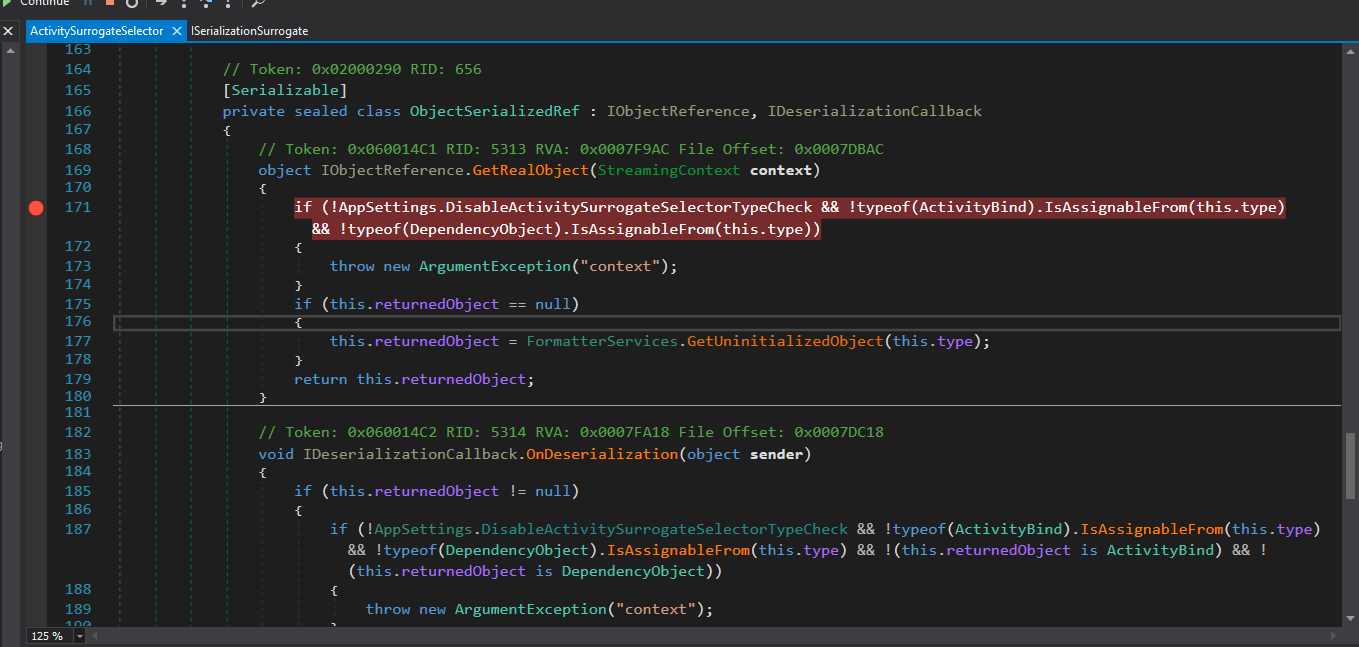 Continue
ActivitySurrogateSelector
ISerializationSurrogate
163
164 // Token: 0x02000290 RID: 656
165 [Serializable]
166 private sealed class ObjectSerializedRef : IObjectReference, IDeserializationCallback
167 {
168 // Token: 0x060014C1 RID: 5313 RVA: 0x0007F9AC File Offset: 0x0007DBAC
169 object IObjectReference.GetRealObject(StreamingContext context)
170 {
171 if (!AppSettings.DisableActivitySurrogateSelectorTypeCheck && !typeof(ActivityBind).IsAssignableFrom(this.type)
&& !typeof(DependencyObject).IsAssignableFrom(this.type))
172 {
173 throw new ArgumentException("context");
174 }
175 if (this.returnedObject == null)
176 {
177 this.returnedObject = FormatterServices.GetUninitializedObject(this.type);
178 }
179 return this.returnedObject;
180 }
181
182 // Token: 0x060014C2 RID: 5314 RVA: 0x0007FA18 File Offset: 0x0007DC18
183 void IDeserializationCallback.OnDeserialization(object sender)
184 {
185 if (this.returnedObject != null)
186 {
187 if (!AppSettings.DisableActivitySurrogateSelectorTypeCheck && !typeof(ActivityBind).IsAssignableFrom(this.type)
&& !typeof(DependencyObject).IsAssignableFrom(this.type) && !(this.returnedObject is ActivityBind) && !
(this.returnedObject is DependencyObject))
188 {
189 throw new ArgumentException("context");
190 }
125 %